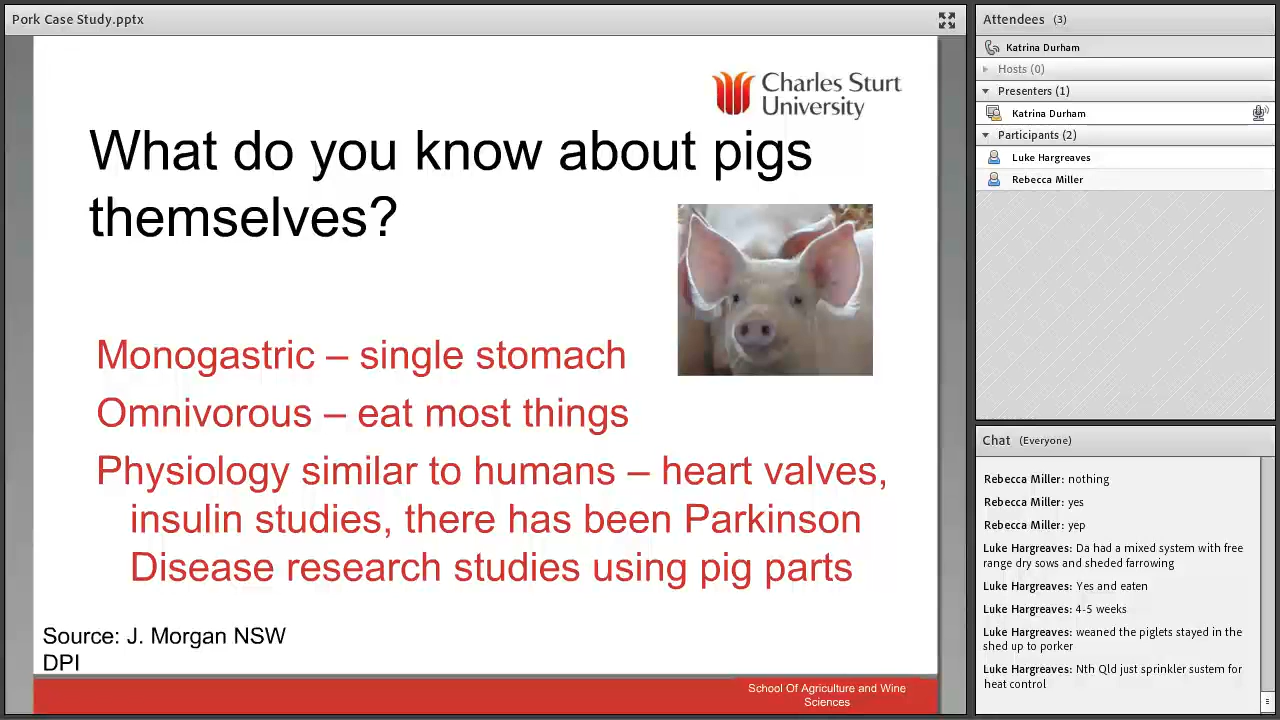 Pork Case Study.pptx
Charles Sturt
University
What do you know about pigs
themselves?
Monogastric – single stomach
Omnivorous – eat most things
Physiology similar to humans – heart valves,
insulin studies, there has been Parkinson
Disease research studies using pig parts
Source: J. Morgan NSW
DPI
School Of Agriculture and Wine
Sciences
Attendees (3)
Katrina Durham
Hosts (0)
Presenters (1)
Katrina Durham
Participants (2)
Luke Hargreaves
Rebecca Miller
Chat (Everyone)
Rebecca Miller: nothing
Rebecca Miller: yes
Rebecca Miller: yep
Luke Hargreaves: Da had a mixed system with free
range dry sows and sheded farrowing
Luke Hargreaves: Yes and eaten
Luke Hargreaves: 4-5 weeks
Luke Hargreaves: weaned the piglets stayed in the
shed up to porker
Luke Hargreaves: Nth Qld just sprinkler sustem for
heat control